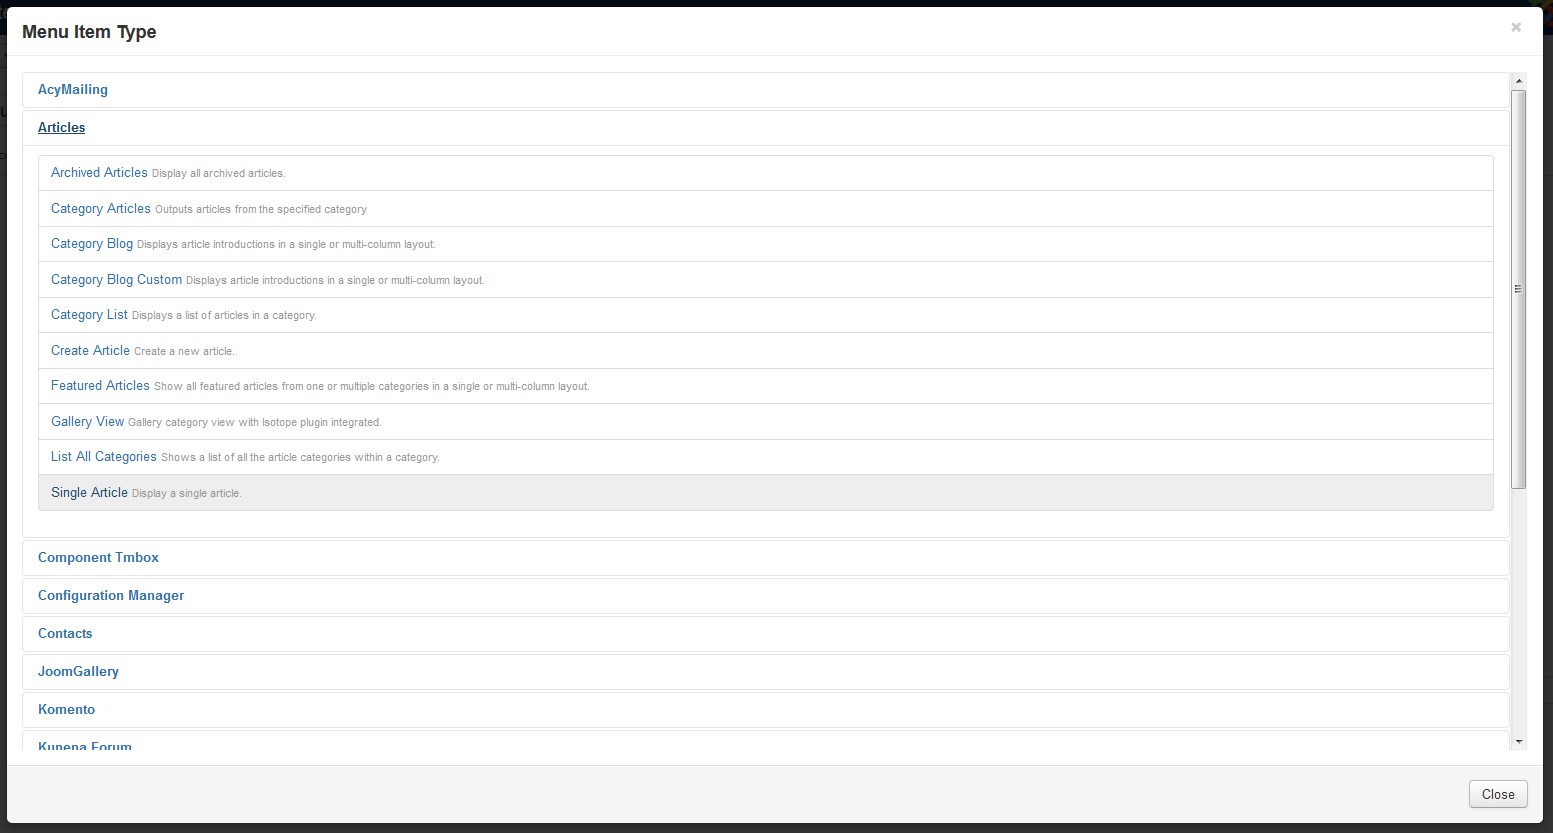 Menu Item Type
×
AcyMailing
Articles
Archived Articles Display all archived articles.
Category Articles Outputs articles from the specified category
Category Blog Displays article introductions in a single or multi-column layout.
Category Blog Custom Displays article introductions in a single or multi-column layout.
Category List Displays a list of articles in a category.
Create Article Create a new article.
Featured Articles Show all featured articles from one or multiple categories in a single or multi-column layout.
Gallery View Gallery category view with Isotope plugin integrated.
List All Categories Shows a list of all the article categories within a category.
Single Article Display a single article.
Component Tmbox
Configuration Manager
Contacts
JoomGallery
Komento
Kunena Forum
Close